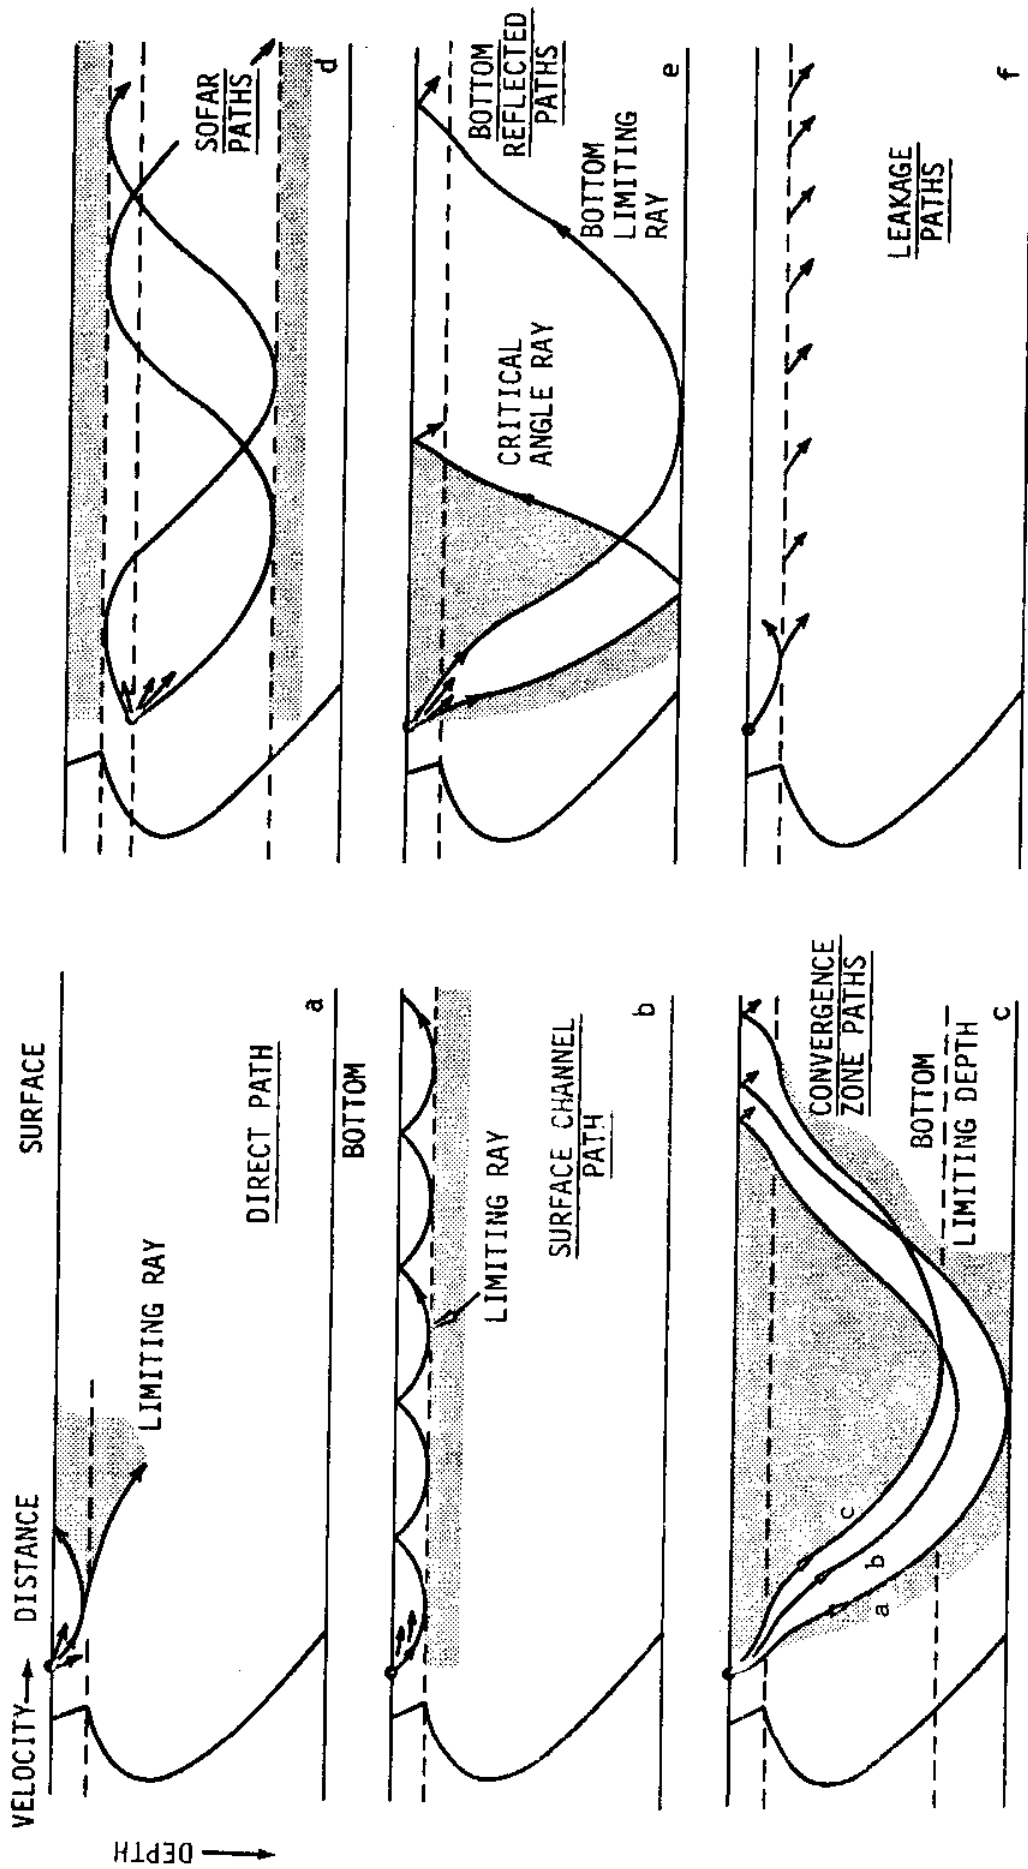 VELOCITY
DISTANCE
SURFACE
DEPTH
LIMITING RAY
DIRECT PATH
a
BOTTOM
LIMITING RAY
SURFACE CHANNEL
PATH
b
a
b
c
CONVERGENCE
ZONE PATHS
BOTTOM
LIMITING DEPTH
c
SOFAR
PATHS
d
CRITICAL
ANGLE RAY
BOTTOM
REFLECTED
PATHS
BOTTOM
LIMITING
RAY
e
LEAKAGE
PATHS
f